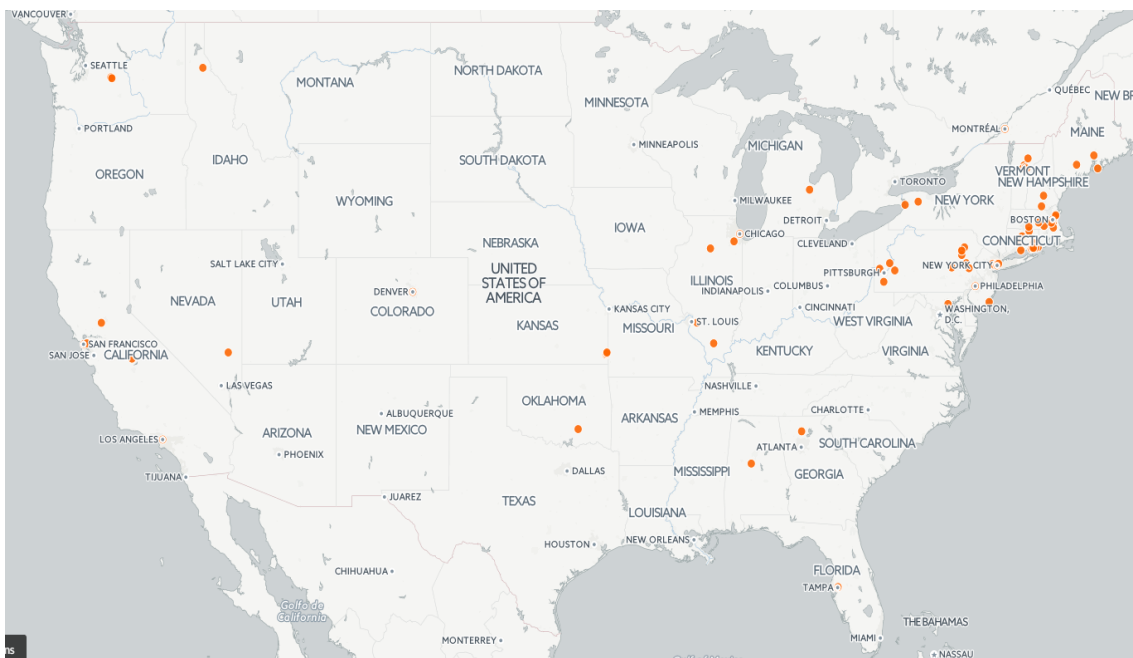 VANCOUVER
SEATTLE
MONTANA
NORTH DAKOTA
MINNESOTA
QUÉBEC
NEW BR
PORTLAND
MONTRÉAL
MAINE
MINNEAPOLIS
MICHIGAN
OREGON
IDAHO
SOUTH DAKOTA
VERMONT
NEW HAMPSHIRE
TORONTO
WYOMING
MILWAUKEE
NEW YORK
DETROIT
BOSTON
IOWA
CHICAGO
CLEVELAND
CONNECTICUT
NEBRASKA
SALT LAKE CITY
UNITED
STATES OF
AMERICA
ILLINOIS
PITTSBURGH
NEW YORK CITY
INDIANAPOLIS
COLUMBUS
PHILADELPHIA
DENVER
NEVADA
UTAH
COLORADO
KANSAS CITY
CINCINNATI
WASHINGTON,
D.C.
KANSAS
MISSOURI
ST. LOUIS
WEST VIRGINIA
SAN FRANCISCO
SAN JOSE
CALIFORNIA
KENTUCKY
VIRGINIA
LAS VEGAS
NASHVILLE
OKLAHOMA
ALBUQUERQUE
ARKANSAS
MEMPHIS
CHARLOTTE
LOS ANGELES
ARIZONA
NEW MEXICO
SOUTH CAROLINA
PHOENIX
ATLANTA
TIJUANA
DALLAS
MISSISSIPPI
GEORGIA
JUAREZ
TEXAS
LOUISIANA
HOUSTON
NEW ORLEANS
CHIHUAHUA
FLORIDA
TAMPA
Golfo de
California
THE BAHAMAS
MONTERREY
MIAMI
NASSAU
ns